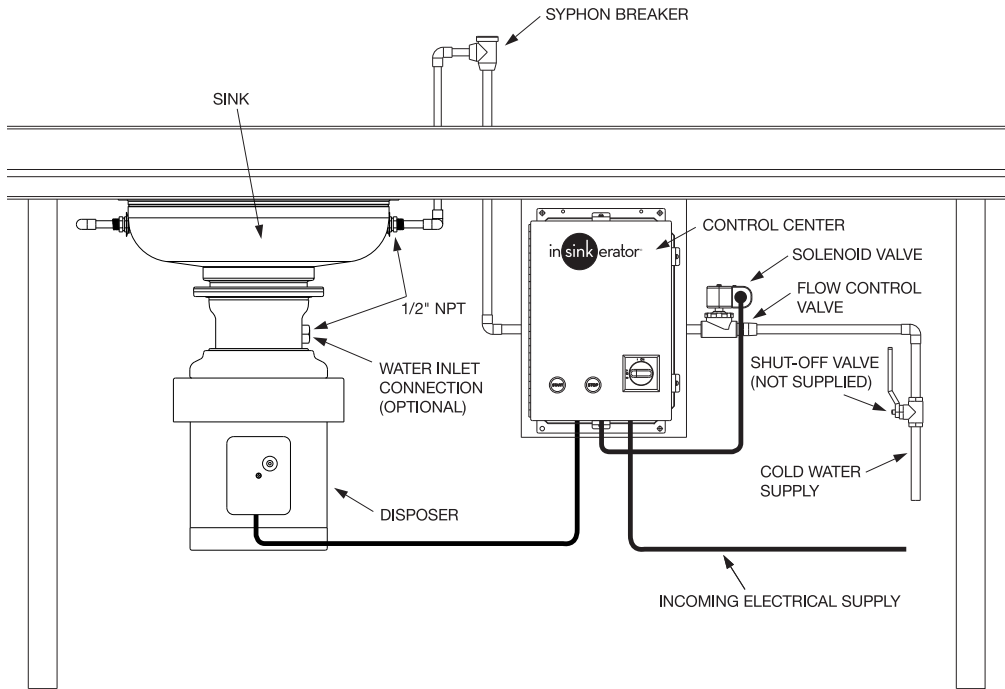 SYPHON BREAKER
SINK
CONTROL CENTER
insinkerator
SOLENOID VALVE
FLOW CONTROL
VALVE
1/2" NPT
SHUT-OFF VALVE
(NOT SUPPLIED)
WATER INLET
CONNECTION
(OPTIONAL)
START
STOP
COLD WATER
SUPPLY
DISPOSER
INCOMING ELECTRICAL SUPPLY